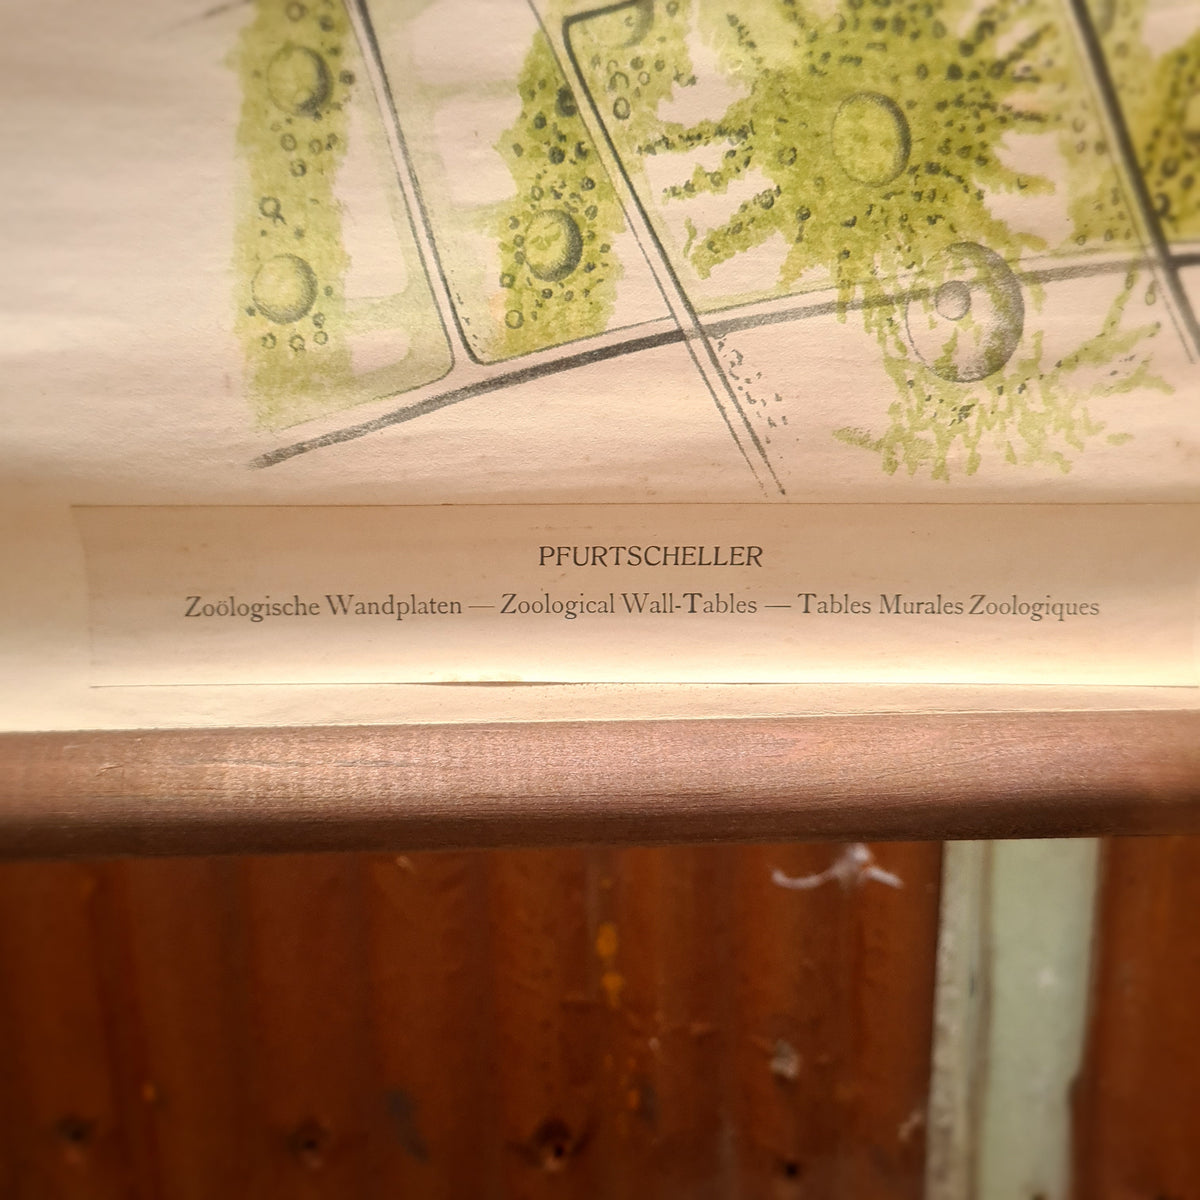 PFURTSCHELLER
Zoölogische Wandplaten — Zoological Wall-Tables — Tables Murales Zoologiques